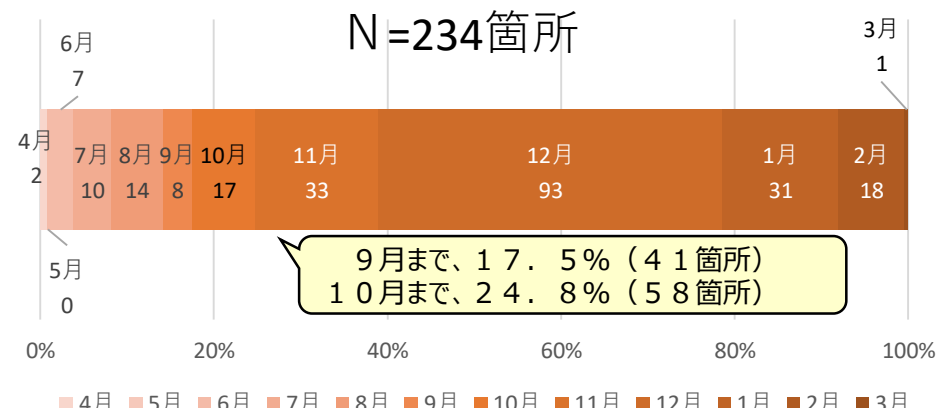 N=234箇所
6月
7
3月
1
4月
2
7月
10
8月
14
9月
8
10月
17
11月
33
12月
93
1月
31
2月
18
5月
0
9月まで、17.5%(41箇所)
10月まで、24.8%(58箇所)
0% 20% 40% 60% 80% 100%
4月 5月 6月 7月 8月 9月 10月 11月 12月 1月 2月 3月